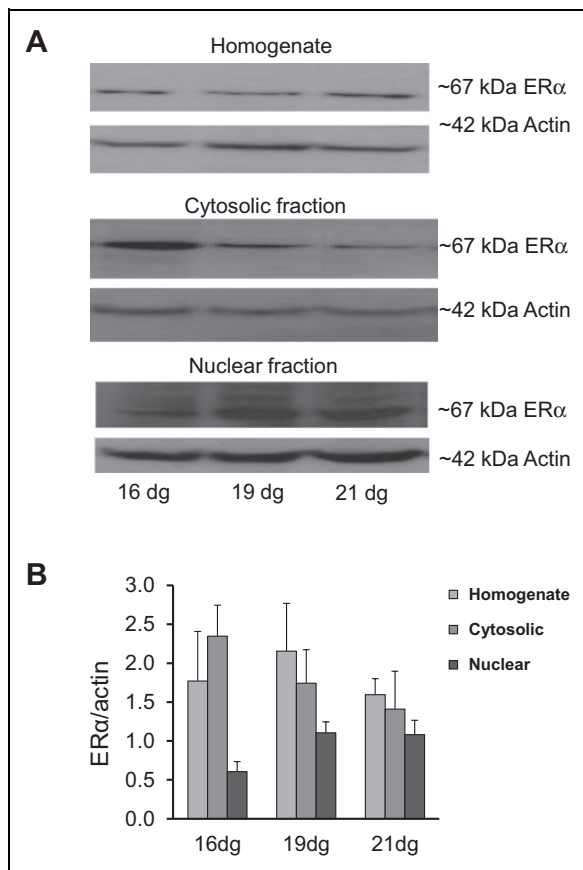 A
Homogenate
~67 kDa ERα
~42 kDa Actin
Cytosolic fraction
~67 kDa ERα
~42 kDa Actin
Nuclear fraction
~67 kDa ERα
~42 kDa Actin
16 dg 19 dg 21 dg
B
3.0
2.5
2.0
1.5
1.0
0.5
0.0
ERα/actin
16dg 19dg 21dg
Homogenate
Cytosolic
Nuclear